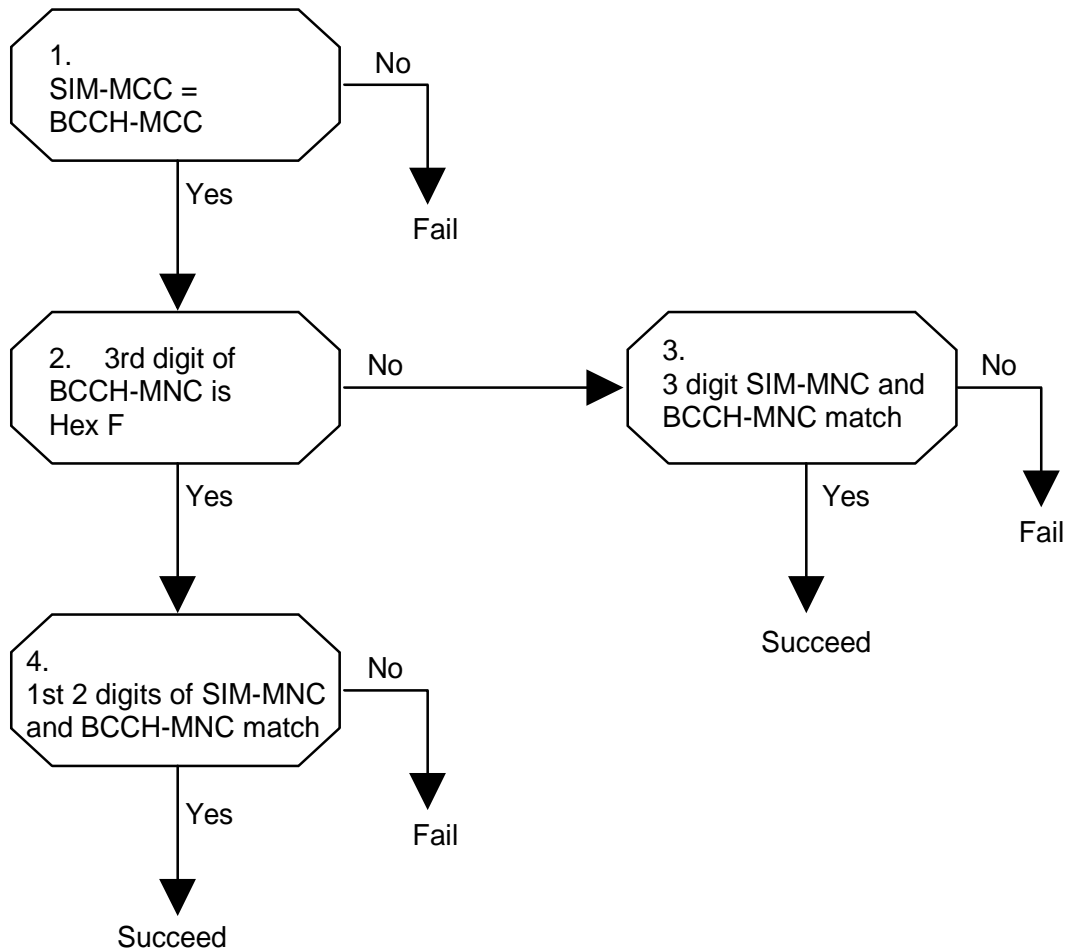 1.
SIM-MCC =
BCCH-MCC
No
Yes
Fail
2. 3rd digit of
BCCH-MNC is
Hex F
No
3.
3 digit SIM-MNC and
BCCH-MNC match
No
Yes
Yes
Fail
Succeed
4.
1st 2 digits of SIM-MNC
and BCCH-MNC match
No
Yes
Fail
Succeed